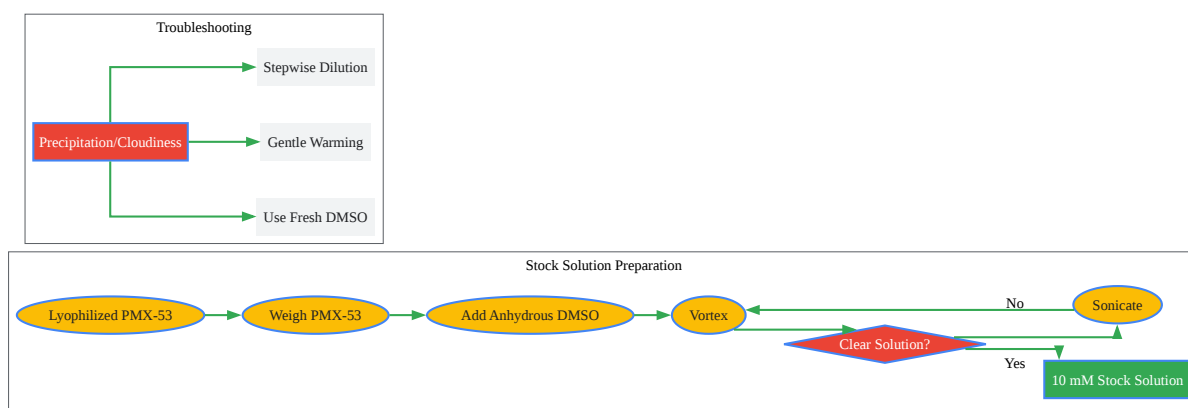 Troubleshooting
Stepwise Dilution
Precipitation/Cloudiness
Gentle Warming
Use Fresh DMSO
Stock Solution Preparation
Lyophilized PMX-53
Weigh PMX-53
Add Anhydrous DMSO
Vortex
No
Sonicate
Clear Solution?
Yes
10 mM Stock Solution